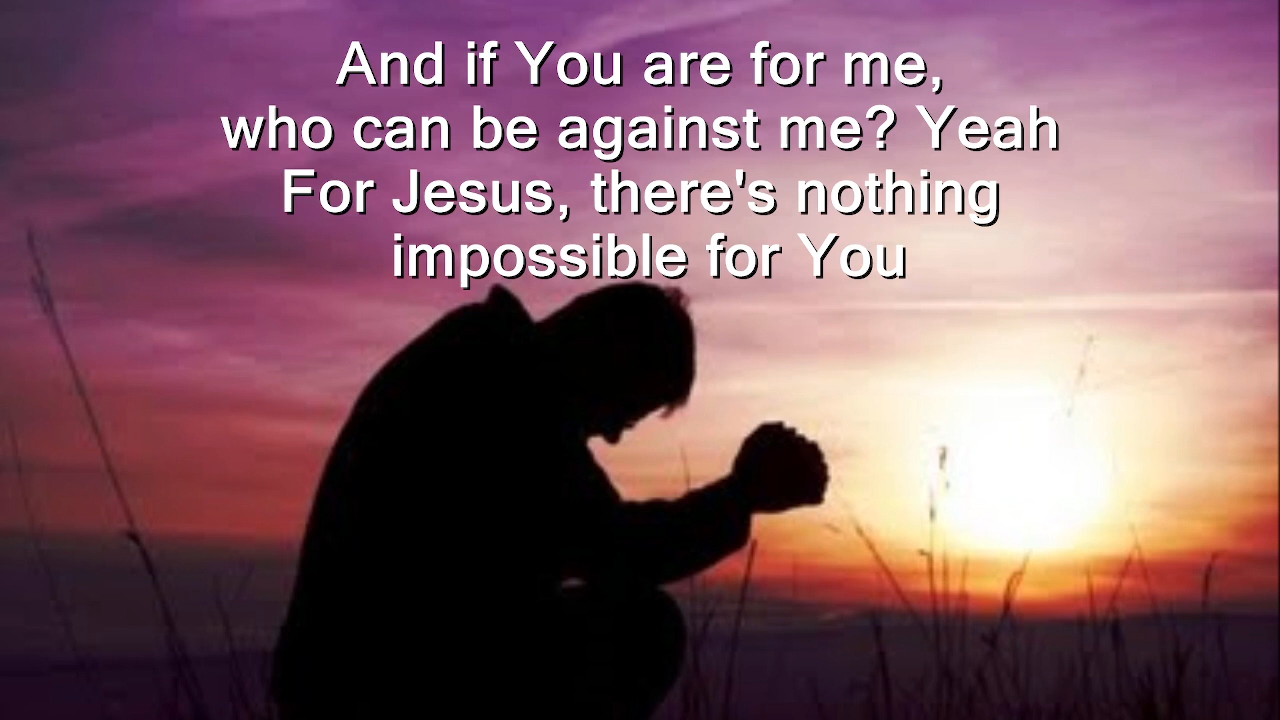 And if You are for me,
who can be against me? Yeah
For Jesus, there's nothing
impossible for You